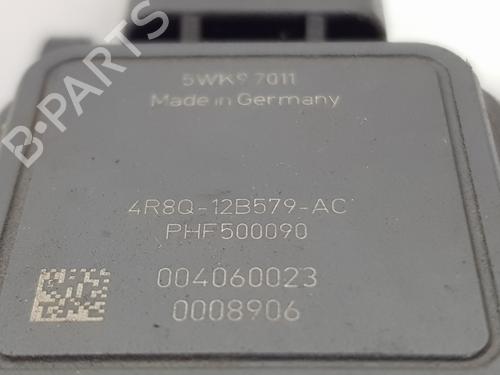 B-PARTS
5WK9 7011
Made in Germany
4R8Q-12B579-AC
PHF500090
004060023
0008906